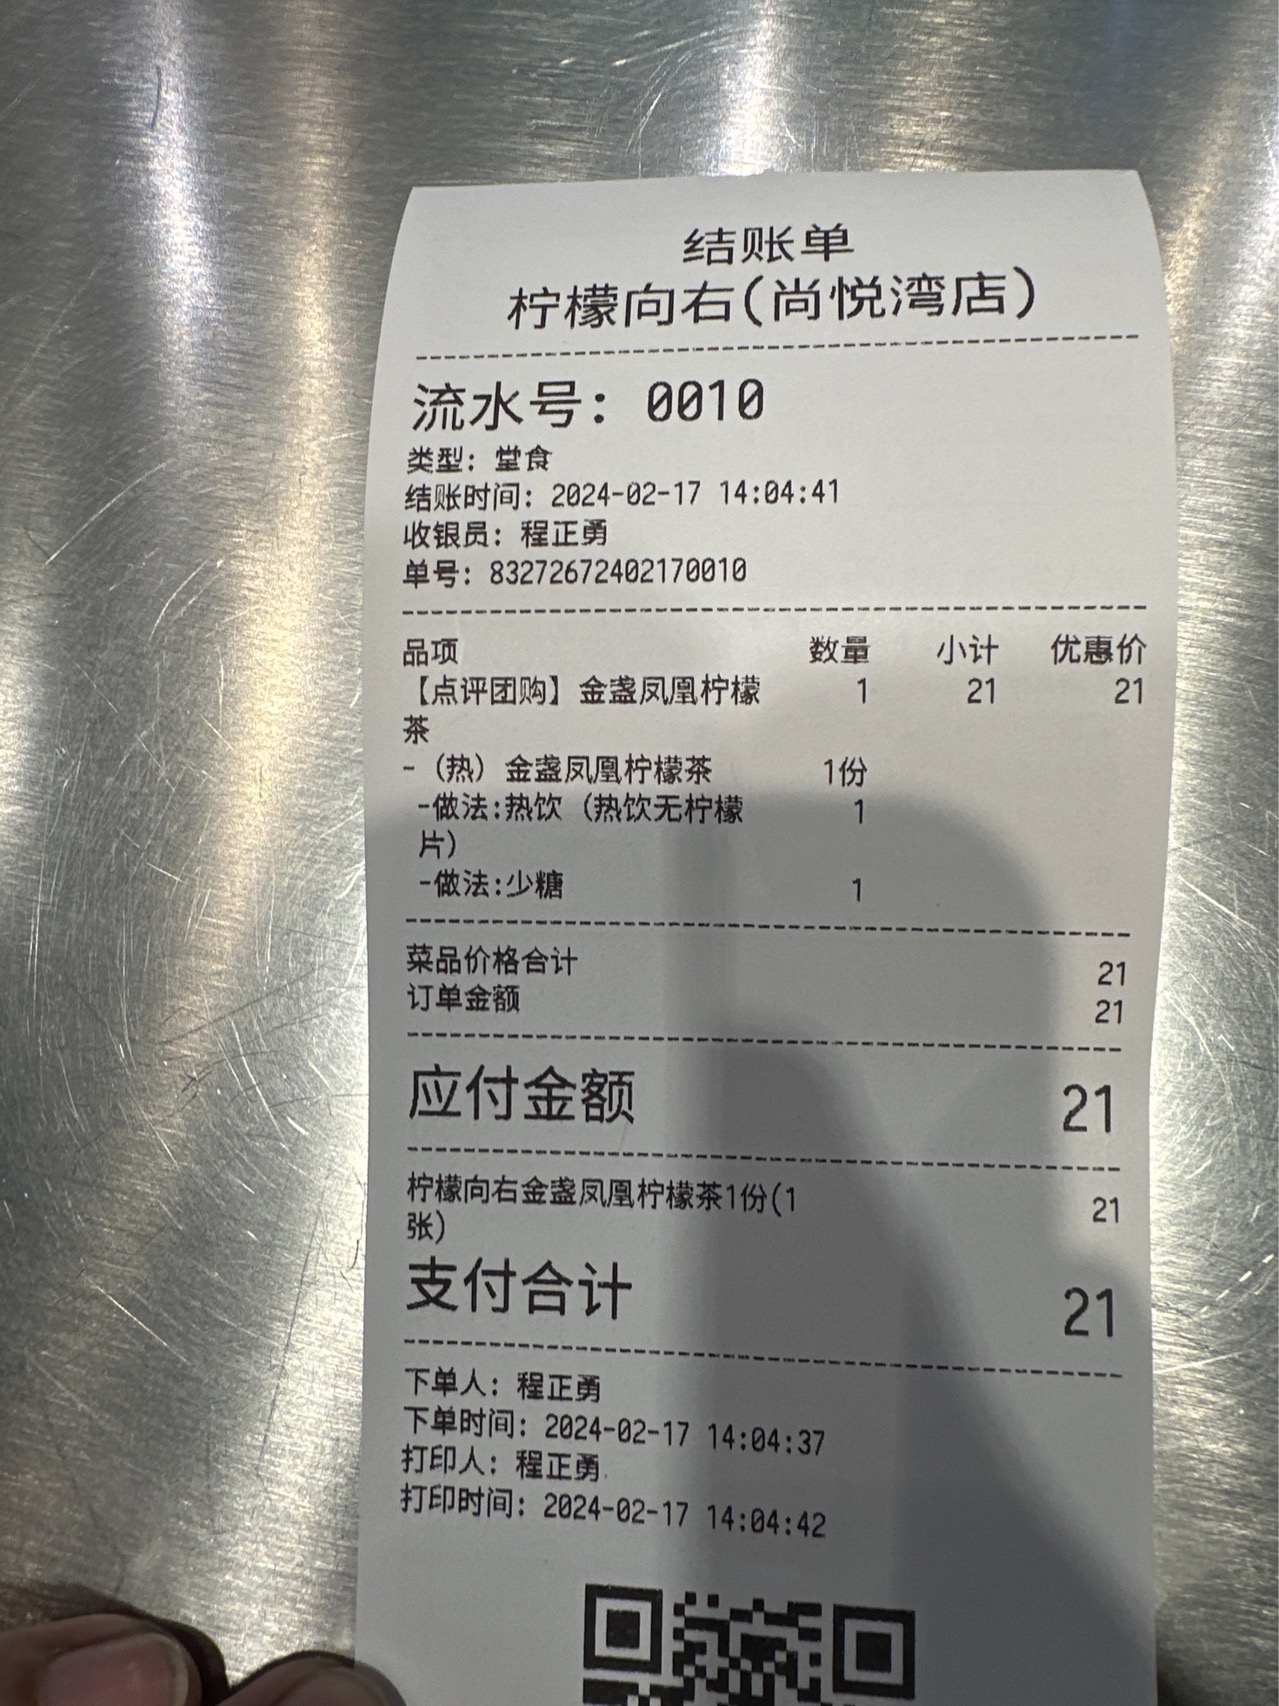 结账单
柠檬向右(尚悦湾店)
流水号: 0010
类型: 堂食
结账时间: 2024-02-17 14:04:41
收银员: 程正勇
单号: 83272672402170010
品项 数量 小计 优惠价
【点评团购】金盏凤凰柠檬 1 21 21
茶
-（热）金盏凤凰柠檬茶 1份
-做法:热饮（热饮无柠檬 1
片）
-做法:少糖 1
菜品价格合计 21
订单金额 21
应付金额 21
柠檬向右金盏凤凰柠檬茶1份(1 21
张)
支付合计 21
下单人: 程正勇
下单时间: 2024-02-17 14:04:37
打印人: 程正勇
打印时间: 2024-02-17 14:04:42